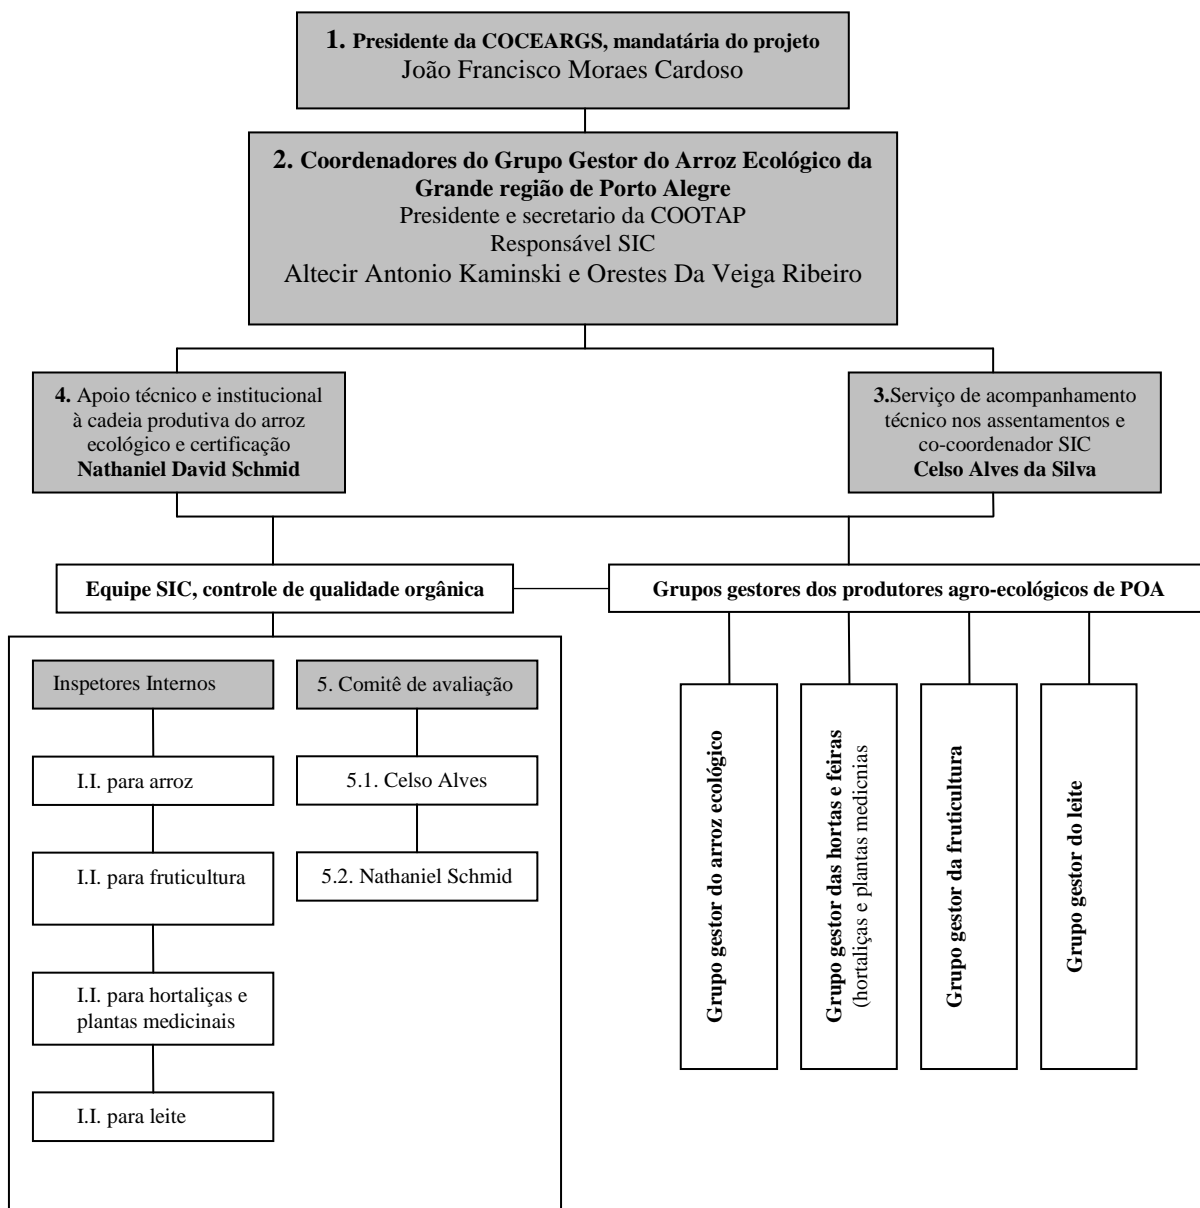 1. Presidente da COCEARGS, mandatária do projeto
João Francisco Moraes Cardoso
2. Coordenadores do Grupo Gestor do Arroz Ecológico da
Grande região de Porto Alegre
Presidente e secretario da COOTAP
Responsável SIC
Altecir Antonio Kaminski e Orestes Da Veiga Ribeiro
4. Apoio técnico e institucional
à cadeia produtiva do arroz
ecológico e certificação
Nathaniel David Schmid
3.Serviço de acompanhamento
técnico nos assentamentos e
co-coordenador SIC
Celso Alves da Silva
Equipe SIC, controle de qualidade orgânica
Grupos gestores dos produtores agro-ecológicos de POA
Inspetores Internos
I.I. para arroz
I.I. para fruticultura
I.I. para hortaliças e
plantas medicinais
I.I. para leite
5. Comitê de avaliação
5.1. Celso Alves
5.2. Nathaniel Schmid
Grupo gestor do arroz ecológico
Grupo gestor das hortas e feiras
(hortaliças e plantas medicnias
Grupo gestor da fruticultura
Grupo gestor do leite